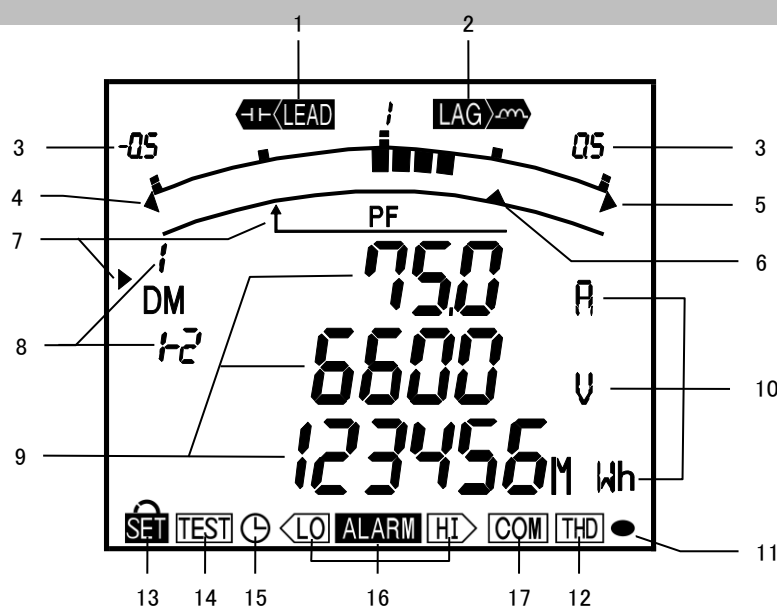 1 2
LEAD 1 LAG
3 -0.5 0.5 3
4 5
PF
7 6
1 75.0 A
DM
8 1-2 6600 V 10
9 123456M Wh
SET TEST LO ALARM HI COM THD 11
13 14 15 16 17 12